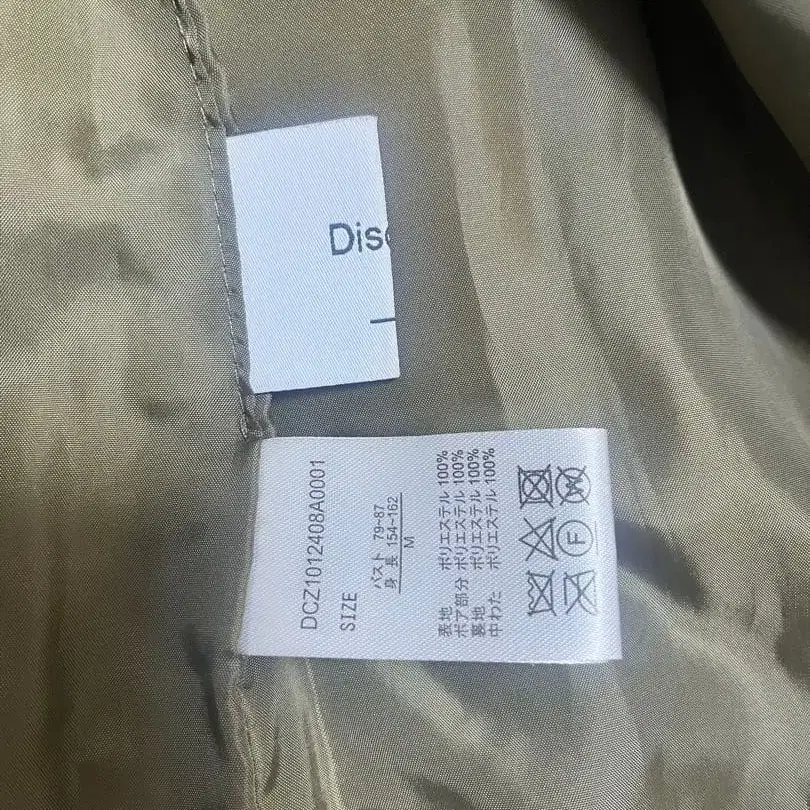 Dis
DCZ1012408A0001
SIZE
バスト 79-87
身長 154-162
M
表地 ポリエステル 100%
ボア部分 ポリエステル 100%
裏地 ポリエステル 100%
中わた ポリエステル 100%
F
W